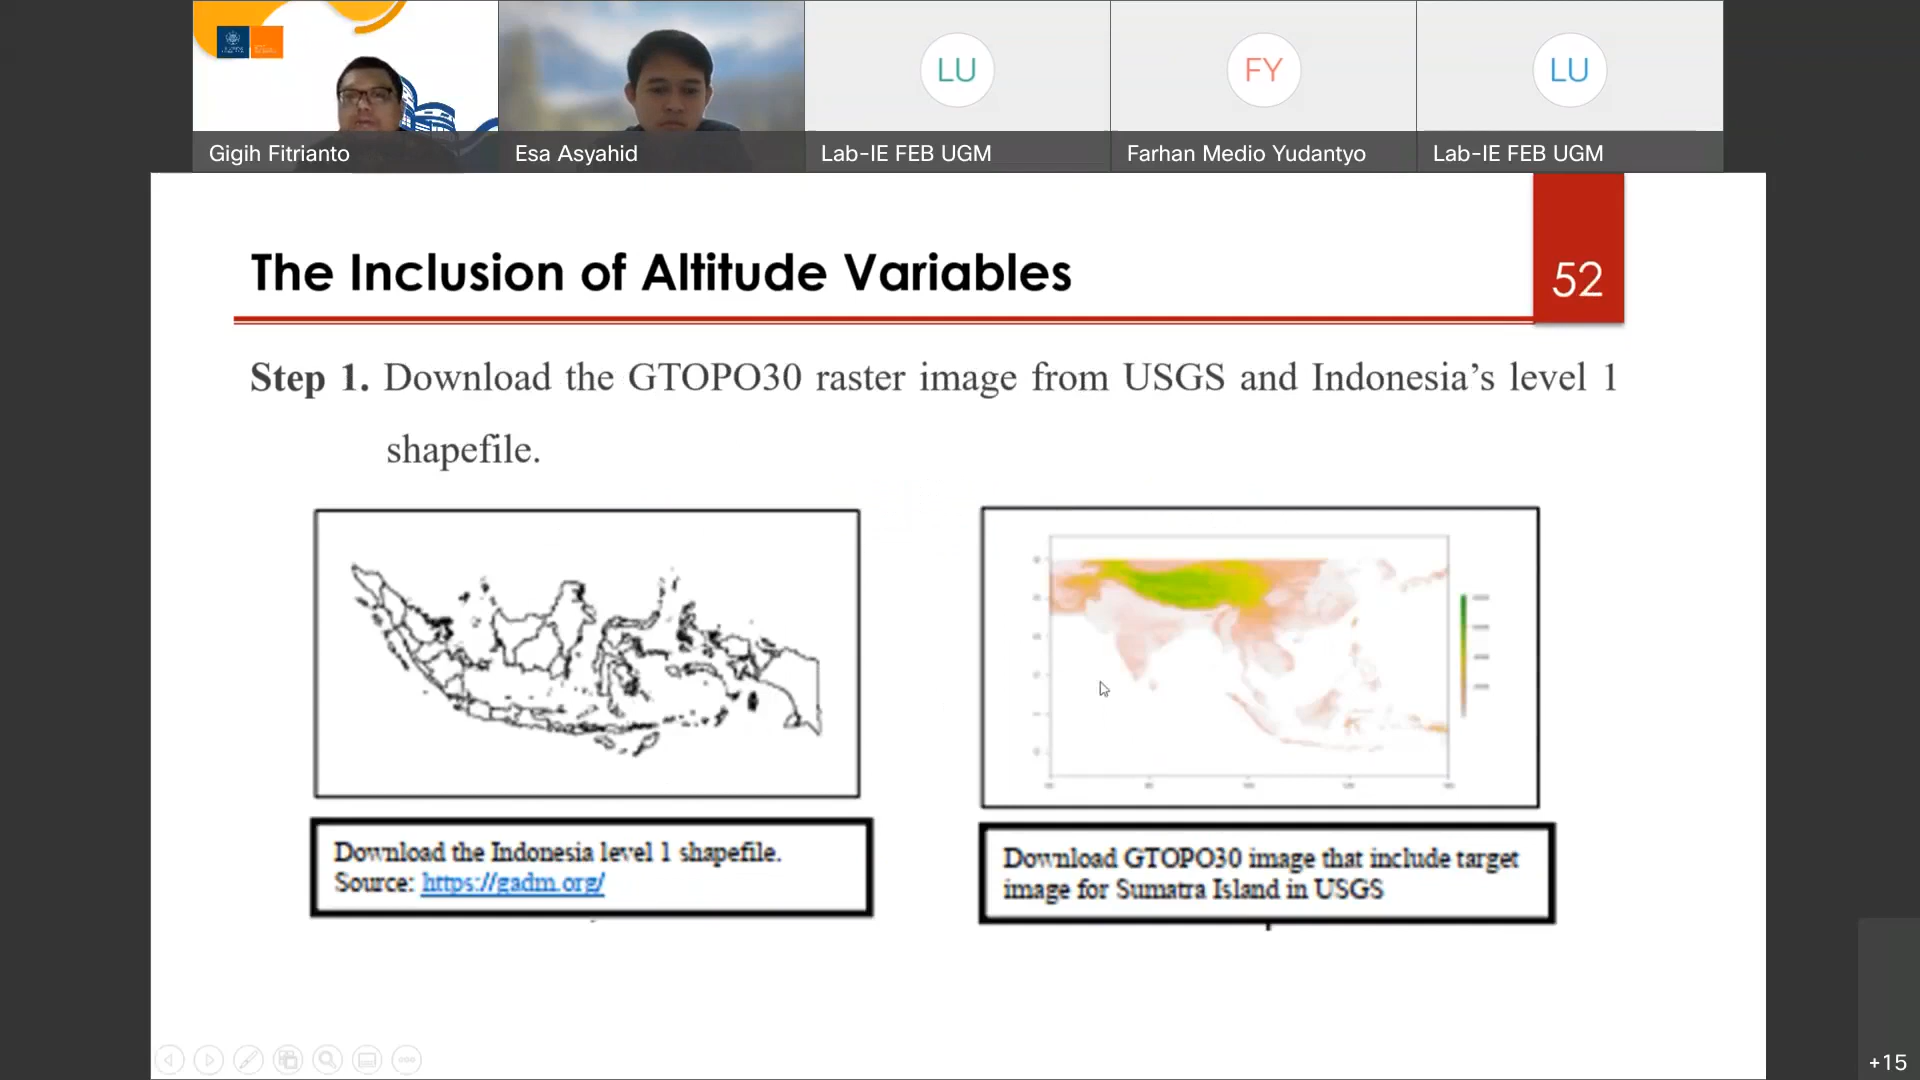 LU
FY
LU
Gigih Fitrianto
Esa Asyahid
Lab-IE FEB UGM
Farhan Medio Yudantyo
Lab-IE FEB UGM
The Inclusion of Altitude Variables
52
Step 1. Download the GTOPO30 raster image from USGS and Indonesia’s level 1
shapefile.
Download the Indonesia level 1 shapefile.
Source: https://gadm.org/
Download GTOPO30 image that include target
image for Sumatra Island in USGS
+15